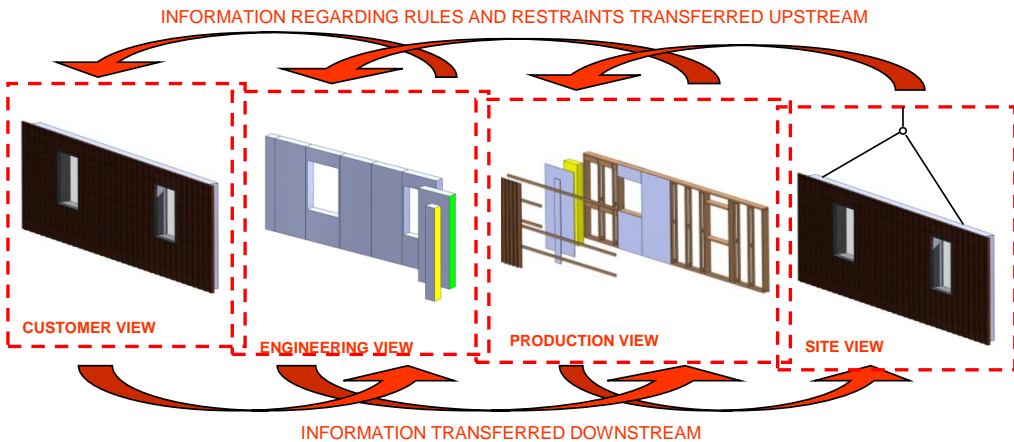 INFORMATION REGARDING RULES AND RESTRAINTS TRANSFERRED UPSTREAM
CUSTOMER VIEW
ENGINEERING VIEW
PRODUCTION VIEW
SITE VIEW
INFORMATION TRANSFERRED DOWNSTREAM